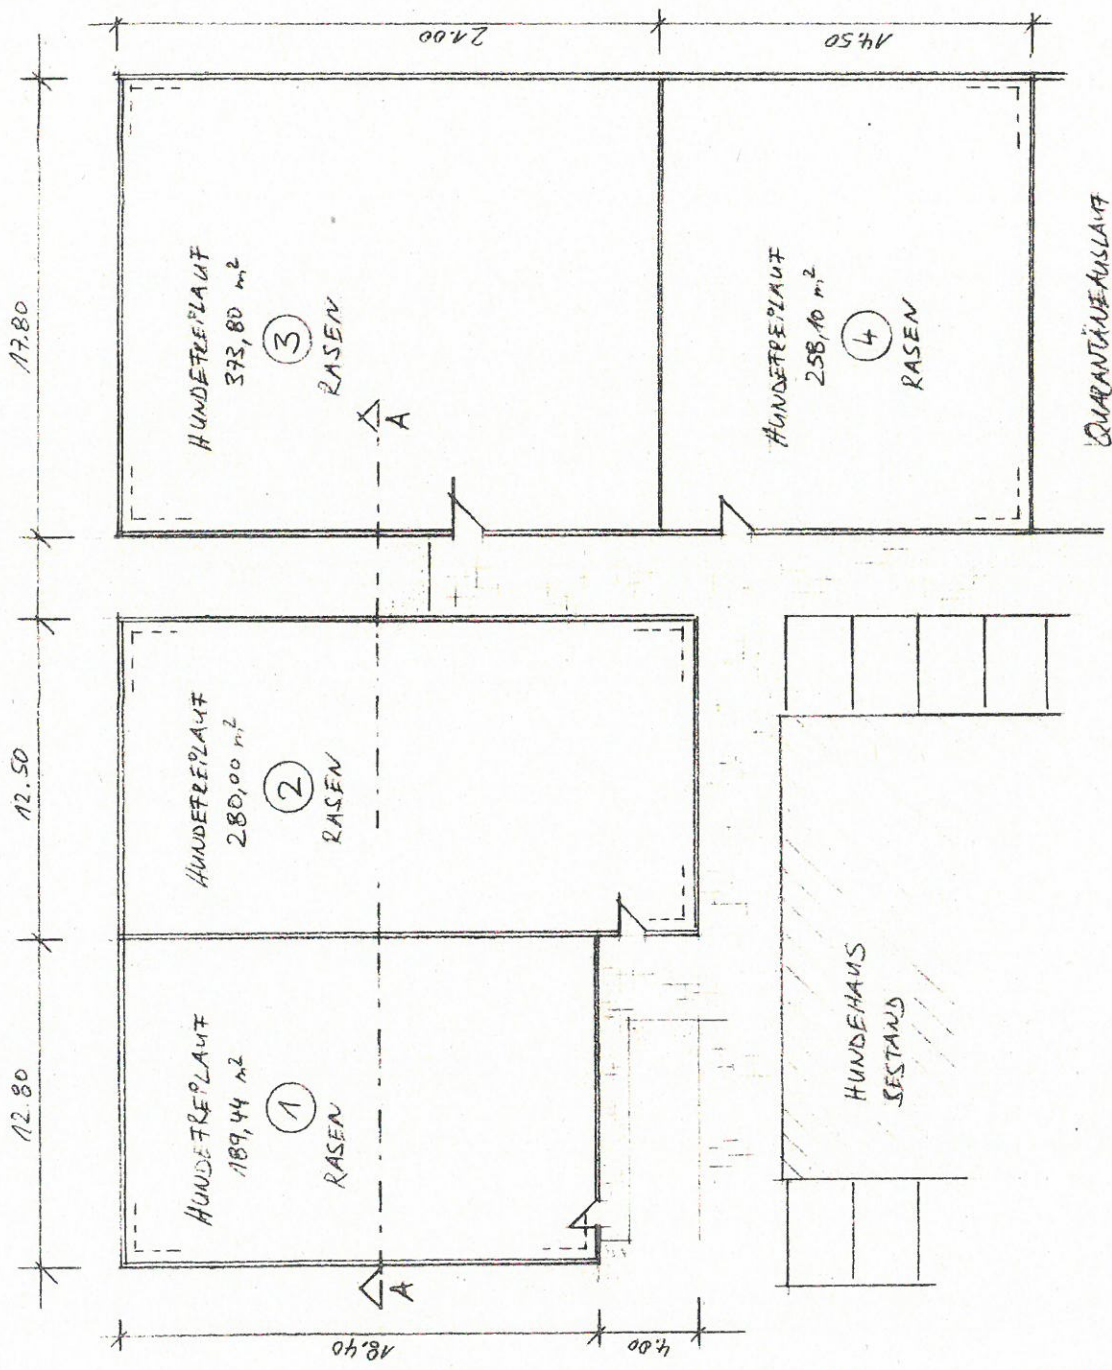 12.80
12.50
17.80
HUNDEFREILAUF
189,44 m²
1
RASEN
HUNDEFREILAUF
280,00 m²
2
RASEN
HUNDEFREILAUF
373,80 m²
3
RASEN
HUNDEFREILAUF
258,10 m²
4
RASEN
A
A
18.40
4.00
21.00
14.50
HUNDEHAUS
BESTAND
QUARANTÄNEAUSLAUF